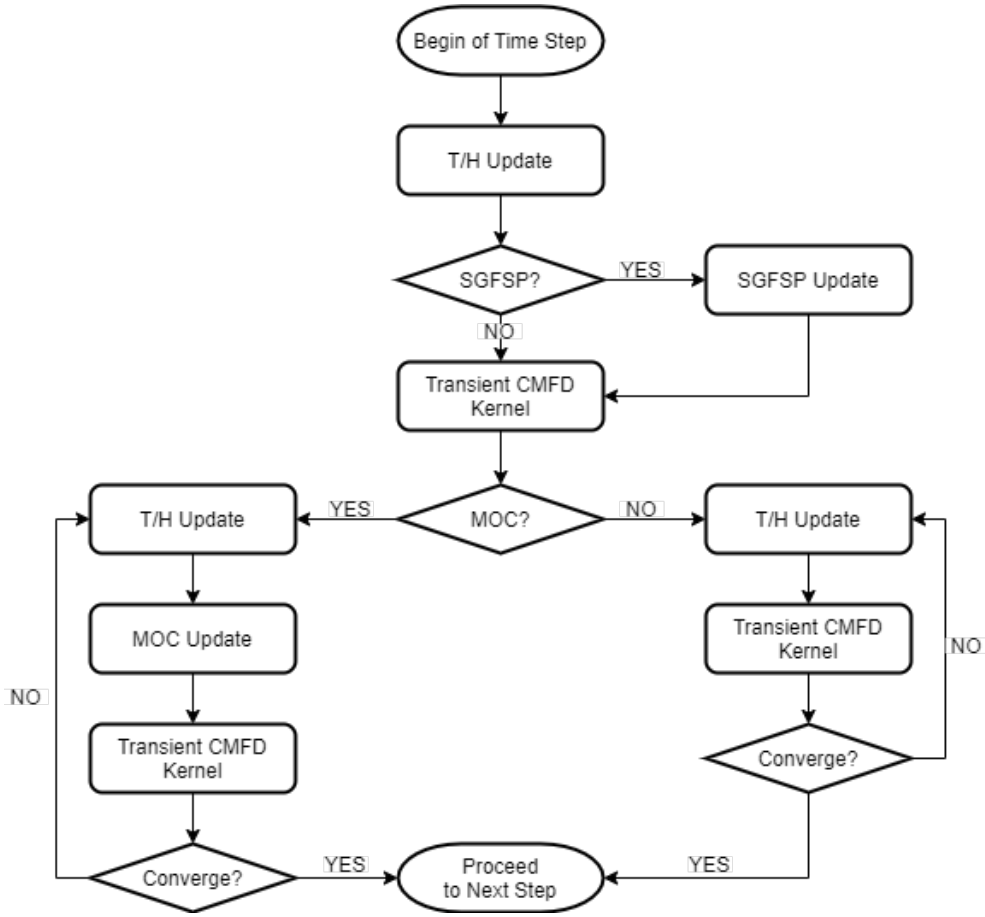 Begin of Time Step
T/H Update
SGFSP?
YES
SGFSP Update
NO
Transient CMFD
Kernel
T/H Update
YES
MOC?
NO
T/H Update
MOC Update
Transient CMFD
Kernel
NO
NO
Transient CMFD
Kernel
Converge?
Converge?
YES
Proceed
to Next Step
YES